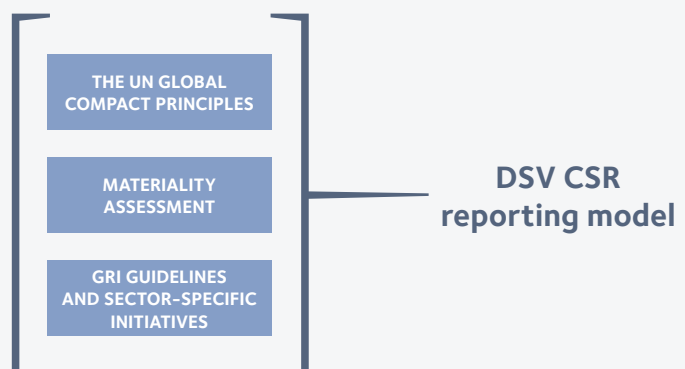 THE UN GLOBAL
COMPACT PRINCIPLES
MATERIALITY
ASSESSMENT
GRI GUIDELINES
AND SECTOR-SPECIFIC
INITIATIVES
DSV CSR
reporting model